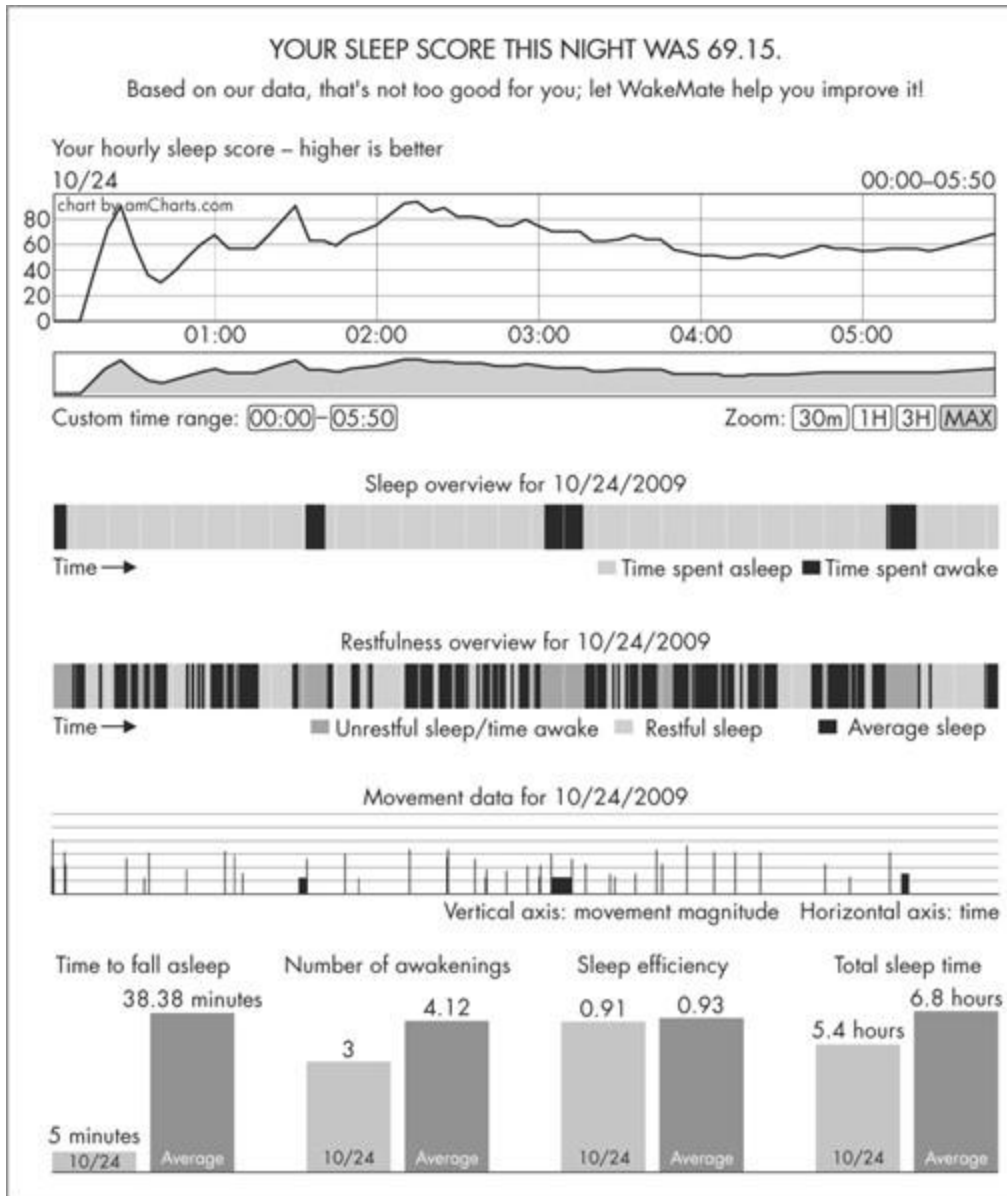 YOUR SLEEP SCORE THIS NIGHT WAS 69.15.
Based on our data, that's not too good for you; let WakeMate help you improve it!
Your hourly sleep score – higher is better
10/24 00:00–05:50
chart by amCharts.com
80
60
40
20
0
01:00 02:00 03:00 04:00 05:00
Custom time range: 00:00–05:50 Zoom: 30m 1H 3H MAX
Sleep overview for 10/24/2009
Time Time spent asleep Time spent awake
Restfulness overview for 10/24/2009
Time Unrestful sleep/time awake Restful sleep Average sleep
Movement data for 10/24/2009
Vertical axis: movement magnitude Horizontal axis: time
Time to fall asleep Number of awakenings Sleep efficiency Total sleep time
38.38 minutes 4.12 0.91 0.93 6.8 hours
3 5.4 hours
5 minutes
10/24 Average 10/24 Average 10/24 Average 10/24 Average